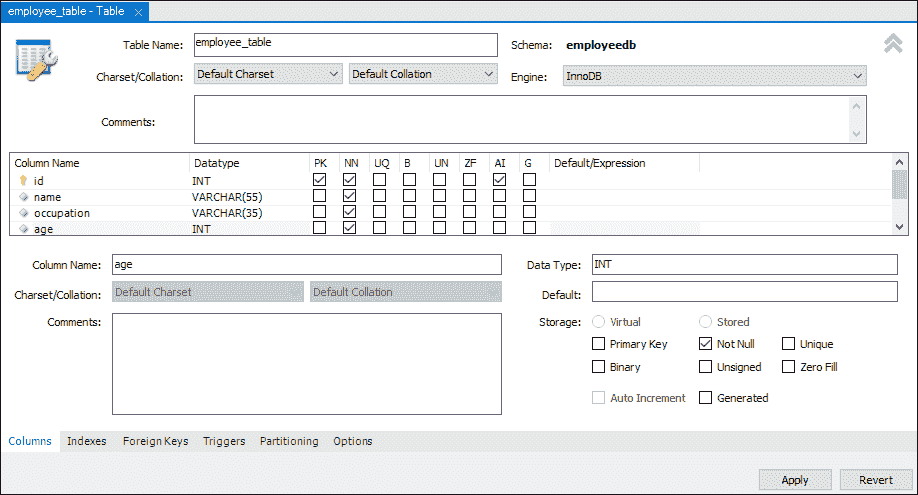 employee_table - Table ×
Table Name: employee_table Schema: employeedb
Charset/Collation: Default Charset Default Collation Engine: InnoDB
Comments:
Column Name Datatype PK NN UQ B UN ZF AI G Default/Expression
id INT
name VARCHAR(55)
occupation VARCHAR(35)
age INT
Column Name: age Data Type: INT
Charset/Collation: Default Charset Default Collation Default:
Comments: Storage: Virtual Stored
Primary Key Not Null Unique
Binary Unsigned Zero Fill
Auto Increment Generated
Columns Indexes Foreign Keys Triggers Partitioning Options
Apply Revert